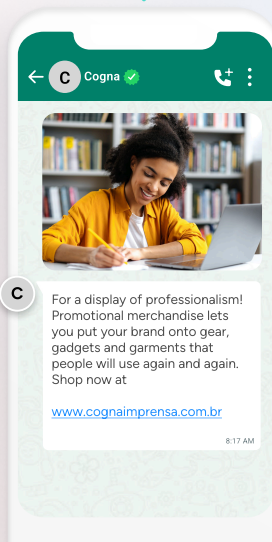 C
Cogna
C
For a display of professionalism!
Promotional merchandise lets
you put your brand onto gear,
gadgets and garments that
people will use again and again.
Shop now at
www.cognaimprensa.com.br
8:17 AM